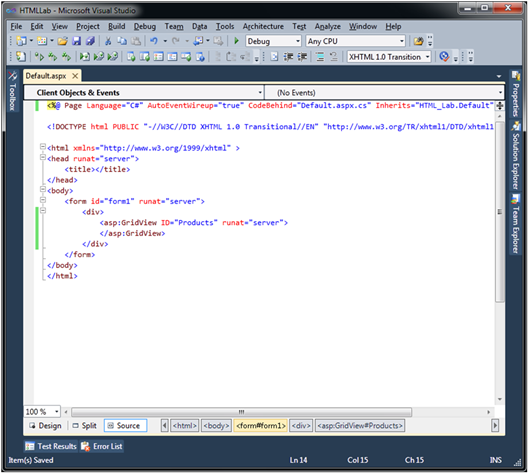 HTMLLab - Microsoft Visual Studio
File Edit View Project Build Debug Team Data Tools Architecture Test Analyze Window Help
Debug Any CPU
XHTML 1.0 Transition
Toolbox
Default.aspx
Client Objects & Events (No Events)
<%@ Page Language="C#" AutoEventWireup="true" CodeBehind="Default.aspx.cs" Inherits="HTML_Lab.Default"
<!DOCTYPE html PUBLIC "-//W3C//DTD XHTML 1.0 Transitional//EN" "http://www.w3.org/TR/xhtml1/DTD/xhtml1
<html xmlns="http://www.w3.org/1999/xhtml" >
<head runat="server">
<title></title>
</head>
<body>
<form id="form1" runat="server">
<div>
<asp:GridView ID="Products" runat="server">
</asp:GridView>
</div>
</form>
</body>
</html>
Properties
Solution Explorer
Team Explorer
100 %
Design Split Source <html> <body> <form#form1> <div> <asp:GridView#Products>
Test Results Error List
Item(s) Saved Ln 14 Col 15 Ch 15 INS